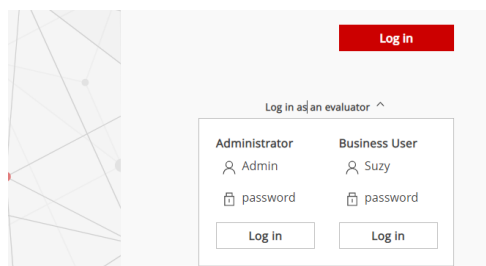 Log in
Log in as an evaluator
Administrator Business User
Admin Suzy
password password
Log in Log in